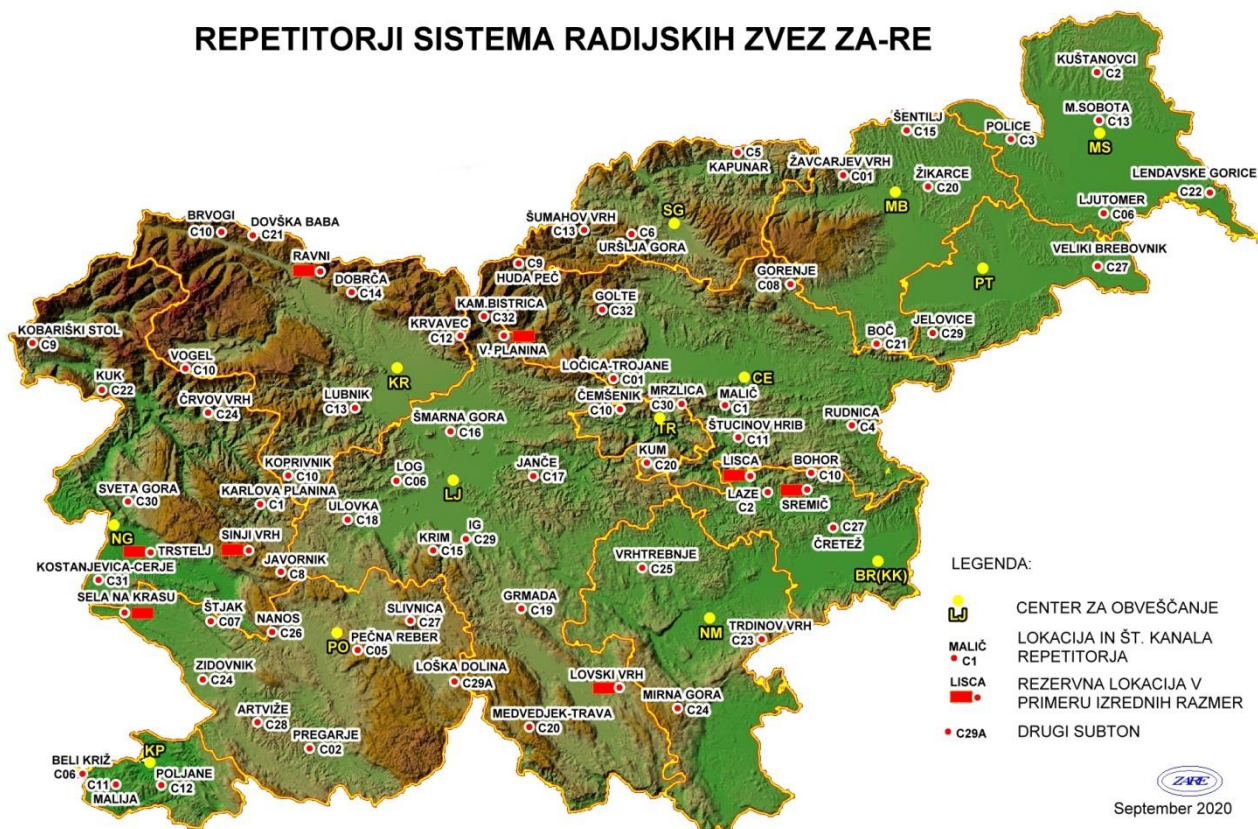 REPETITORJI SISTEMA RADIJSKIH ZVEZ ZA-RE
KUŠTANOVCI
C2
M.SOBOTA
C13
MS
ŠENTILJ
C15
POLICE
C3
KAPUNAR
C5
ŽAVCARJEV VRH
C01
ŽIKARCE
C20
MB
LENDAVSKE GORICE
C22
LJUTOMER
C06
VELIKI BREBOVNIK
C27
BRVOGI
C10
DOVŠKA BABA
C21
ŠUMAHOV VRH
C13
SG
C6
URŠLJA GORA
RAVNI
DOBRČA
C14
C9
HUDA PEČ
GORENJE
C08
PT
KAM.BISTRICA
C32
GOLTE
C32
KOBARIŠKI STOL
C9
KRVAVEC
C12
V. PLANINA
BOČ
C21
JELOVICE
C29
VOGEL
C10
KR
LOČICA-TROJANE
C01
CE
KUK
C22
ČRVOV VRH
C24
LUBNIK
C13
ČEMŠENIK
C10
MRZLICA
C30
MALIČ
C1
TR
ŠMARNA GORA
C16
ŠTUCINOV HRIB
C11
RUDNICA
C4
KOPRIVNIK
C10
LOG
C06
LJ
JANČE
C17
KUM
C20
LISCA
BOHOR
C10
LAZE
C2
SREMIČ
SVETA GORA
C30
KARLOVA PLANINA
C1
ULOVKA
C18
NG
TRSTELJ
SINJI VRH
KRIM
C15
IG
C29
C27
ČRETEŽ
VRHTREBNJE
C25
BR(KK)
KOSTANJEVICA-CERJE
C31
JAVORNIK
C8
SELA NA KRASU
ŠTJAK
C07
NANOS
C26
SLIVNICA
C27
GRMADA
C19
NM
TRDINOV VRH
C23
PO
PEČNA REBER
C05
ZIDOVNIK
C24
LOŠKA DOLINA
C29A
LOVSKI VRH
MIRNA GORA
C24
ARTVIŽE
C28
PREGARJE
C02
MEDVEDJEK-TRAVA
C20
BELI KRIŽ
C06
KP
C11
MALIJA
POLJANE
C12
LEGENDA:
LJ
CENTER ZA OBVEŠČANJE
MALIČ
C1
LOKACIJA IN ŠT. KANALA
REPETITORJA
LISCA
REZERVNA LOKACIJA V
PRIMERU IZREDNIH RAZMER
C29A
DRUGI SUBTON
ZARE
September 2020